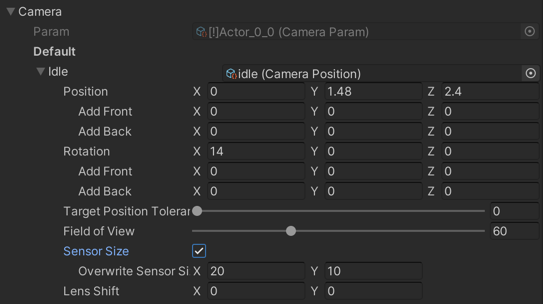 Camera
Param [!]Actor_0_0 (Camera Param)
Default
Idle idle (Camera Position)
Position X 0 Y 1.48 Z 2.4
Add Front X 0 Y 0 Z 0
Add Back X 0 Y 0 Z 0
Rotation X 14 Y 0 Z 0
Add Front X 0 Y 0 Z 0
Add Back X 0 Y 0 Z 0
Target Position Tolerar 0
Field of View 60
Sensor Size
Overwrite Sensor Si X 20 Y 10
Lens Shift X 0 Y 0